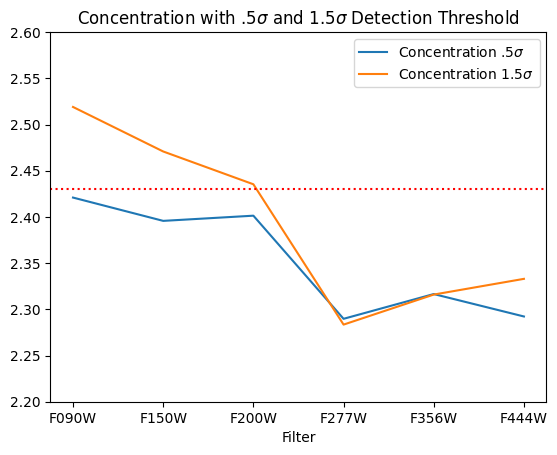 Concentration with .5σ and 1.5σ Detection Threshold
Concentration .5σ
Concentration 1.5σ
2.60
2.55
2.50
2.45
2.40
2.35
2.30
2.25
2.20
F090W F150W F200W F277W F356W F444W
Filter